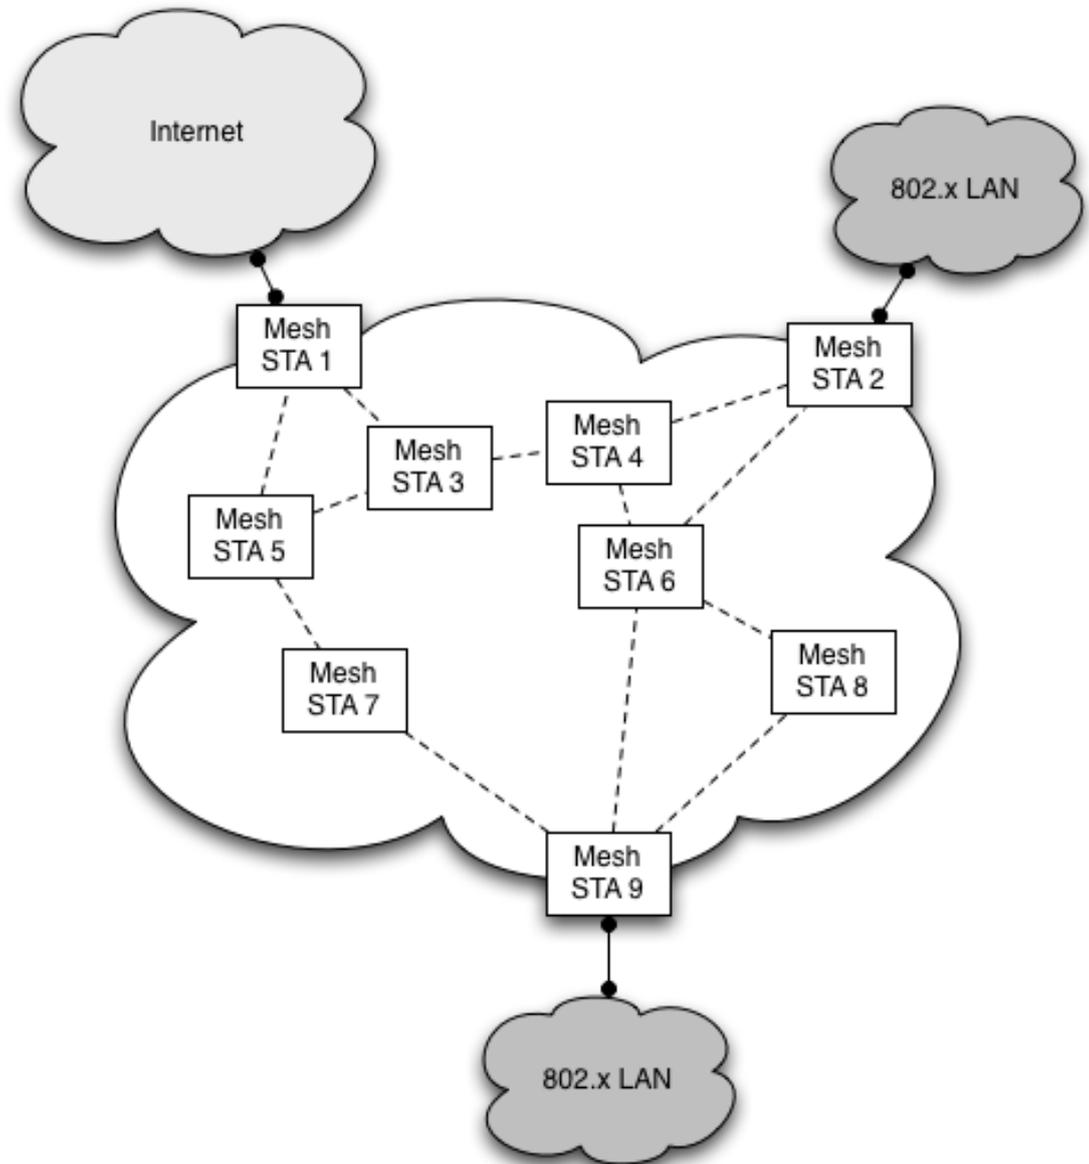 Internet
802.x LAN
Mesh
STA 1
Mesh
STA 2
Mesh
STA 4
Mesh
STA 3
Mesh
STA 5
Mesh
STA 6
Mesh
STA 8
Mesh
STA 7
Mesh
STA 9
802.x LAN